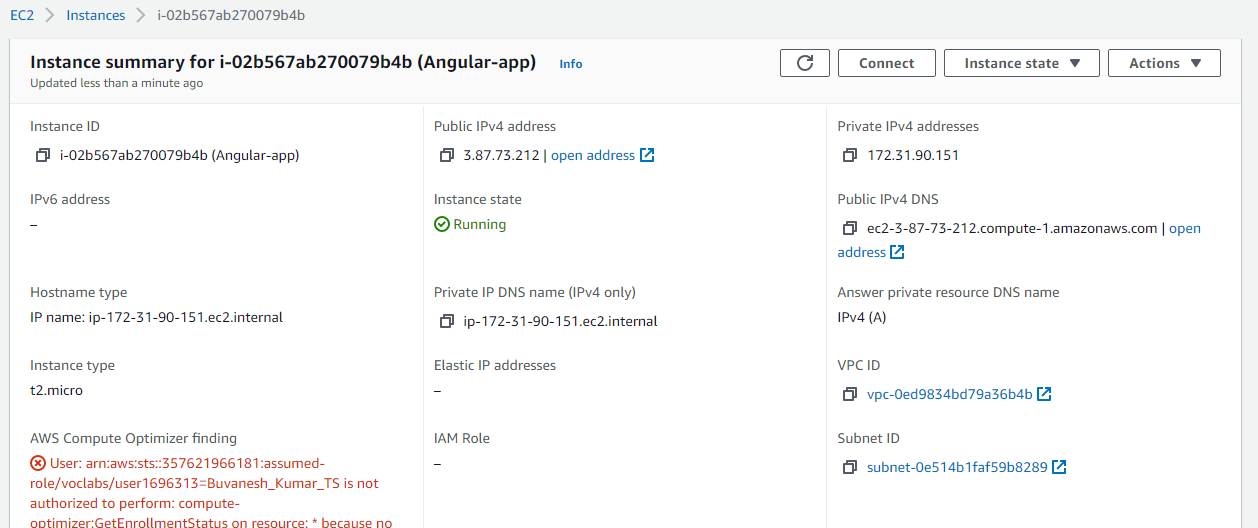 EC2 > Instances > i-02b567ab270079b4b
Instance summary for i-02b567ab270079b4b (Angular-app) Info
Updated less than a minute ago
Connect
Instance state
Actions
Instance ID
i-02b567ab270079b4b (Angular-app)
Public IPv4 address
3.87.73.212 | open address
Private IPv4 addresses
172.31.90.151
IPv6 address
–
Instance state
Running
Public IPv4 DNS
ec2-3-87-73-212.compute-1.amazonaws.com | open
address
Hostname type
IP name: ip-172-31-90-151.ec2.internal
Private IP DNS name (IPv4 only)
ip-172-31-90-151.ec2.internal
Answer private resource DNS name
IPv4 (A)
Instance type
t2.micro
Elastic IP addresses
–
VPC ID
vpc-0ed9834bd79a36b4b
AWS Compute Optimizer finding
User: arn:aws:sts::357621966181:assumed-
role/voclabs/user1696313=Buvanesh_Kumar_TS is not
authorized to perform: compute-
optimizer:GetEnrollmentStatus on resource: * because no
IAM Role
–
Subnet ID
subnet-0e514b1faf59b8289